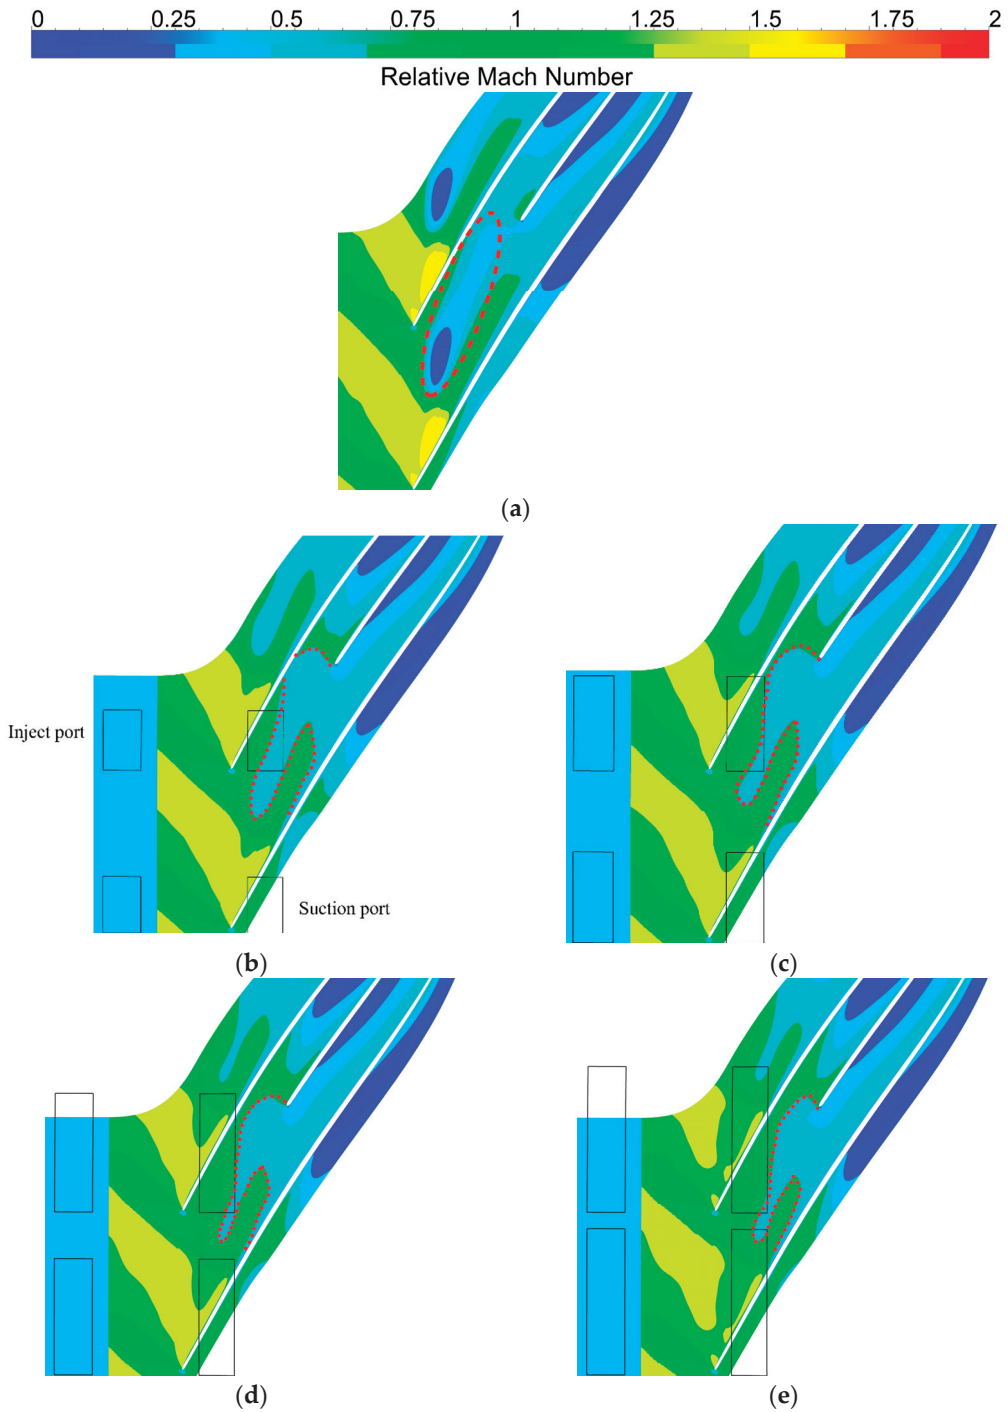 0 0.25 0.5 0.75 1 1.25 1.5 1.75 2
Relative Mach Number
(a)
Inject port
Suction port
(b) (c)
(d) (e)